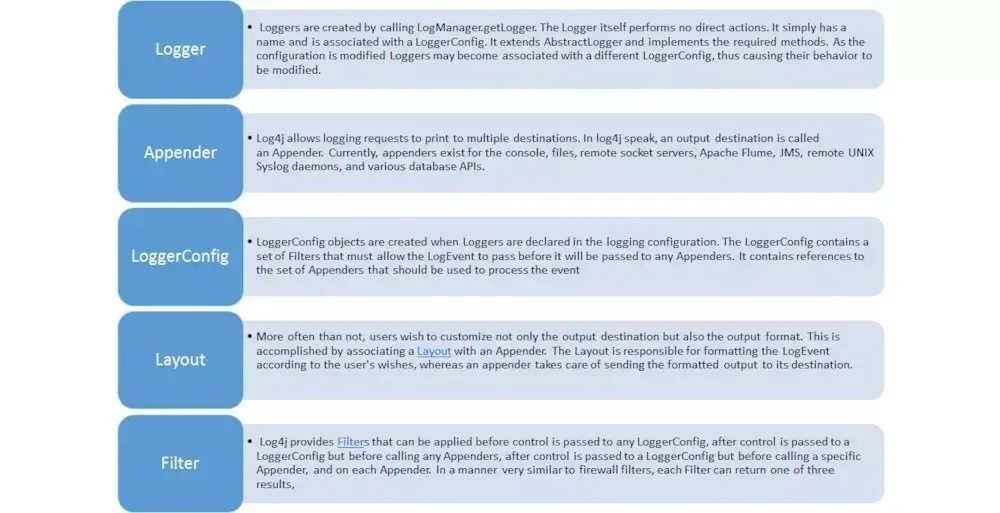 Logger
• Loggers are created by calling LogManager.getLogger. The Logger itself performs no direct actions. It simply has a
name and is associated with a LoggerConfig. It extends AbstractLogger and implements the required methods. As the
configuration is modified Loggers may become associated with a different LoggerConfig, thus causing their behavior to
be modified.
Appender
• Log4j allows logging requests to print to multiple destinations. In log4j speak, an output destination is called
an Appender. Currently, appenders exist for the console, files, remote socket servers, Apache Flume, JMS, remote UNIX
Syslog daemons, and various database APIs.
LoggerConfig
• LoggerConfig objects are created when Loggers are declared in the logging configuration. The LoggerConfig contains a
set of Filters that must allow the LogEvent to pass before it will be passed to any Appenders. It contains references to
the set of Appenders that should be used to process the event
Layout
• More often than not, users wish to customize not only the output destination but also the output format. This is
accomplished by associating a Layout with an Appender. The Layout is responsible for formatting the LogEvent
according to the user's wishes, whereas an appender takes care of sending the formatted output to its destination.
Filter
• Log4j provides Filters that can be applied before control is passed to any LoggerConfig, after control is passed to a
LoggerConfig but before calling any Appenders, after control is passed to a LoggerConfig but before calling a specific
Appender, and on each Appender. In a manner very similar to firewall filters, each Filter can return one of three
results,